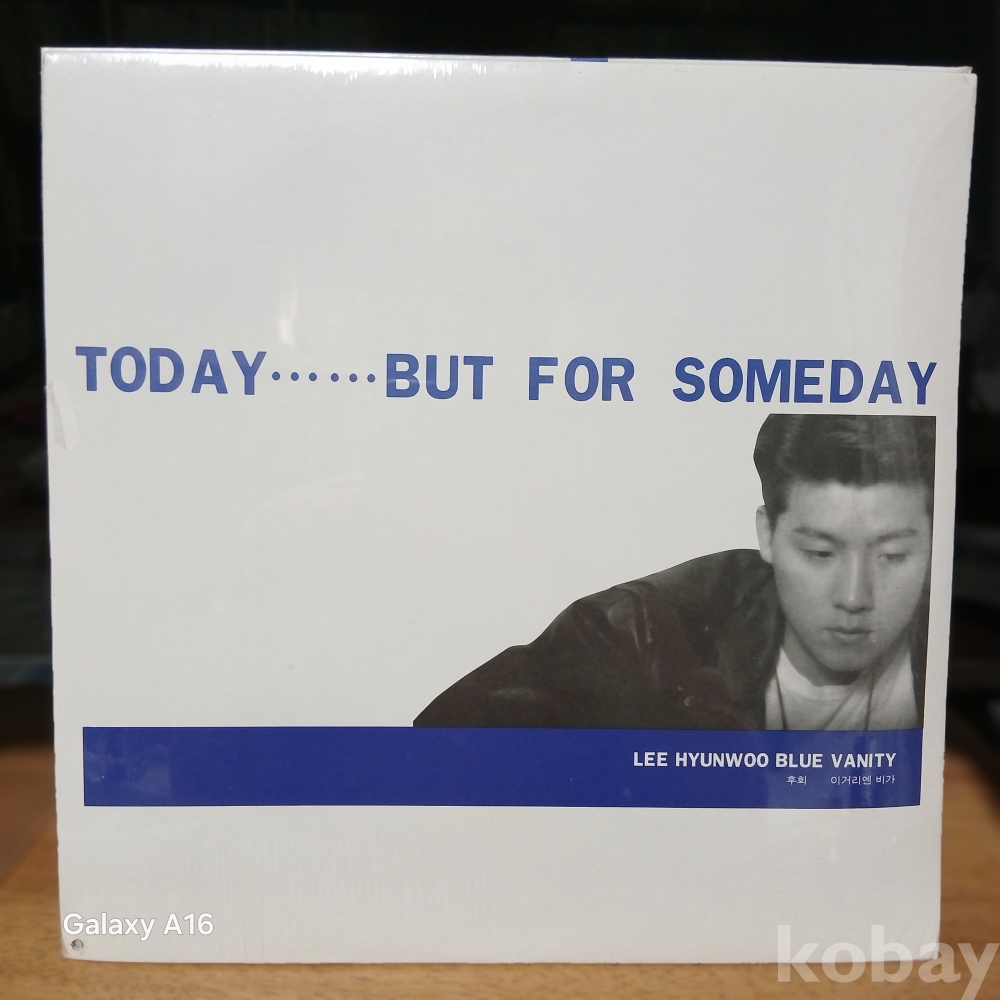 TODAY……BUT FOR SOMEDAY
LEE HYUNWOO BLUE VANITY
후회 이거리엔 비가
Galaxy A16
kobay